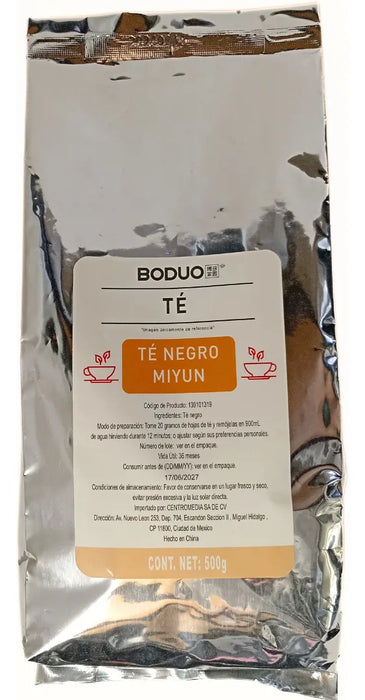 BODUO
TÉ
"Imagen únicamente de referencia"
TÉ NEGRO
MIYUN
Código de Producto: 139101319
Ingredientes: Té negro
Modo de preparación: Tome 20 gramos de hojas de té y remójelas en 900mL
de agua hirviendo durante 12 minutos; o ajustar según sus preferencias personales.
Número de lote: ver en el empaque.
Vida Útil: 36 meses
Consumir antes de (DD/MM/YY): ver en el empaque.
17/06/2027
Condiciones de almacenamiento: Favor de conservarse en un lugar fresco y seco,
evitar presión excesiva y la luz solar directa.
Importado por: CENTROMEDIA SA DE CV
Dirección: Av. Nuevo Leon 253, Dep. 704, Escandon Seccion II , Miguel Hidalgo ,
CP 11800, Ciudad de Mexico
Hecho en China
CONT. NET: 500g